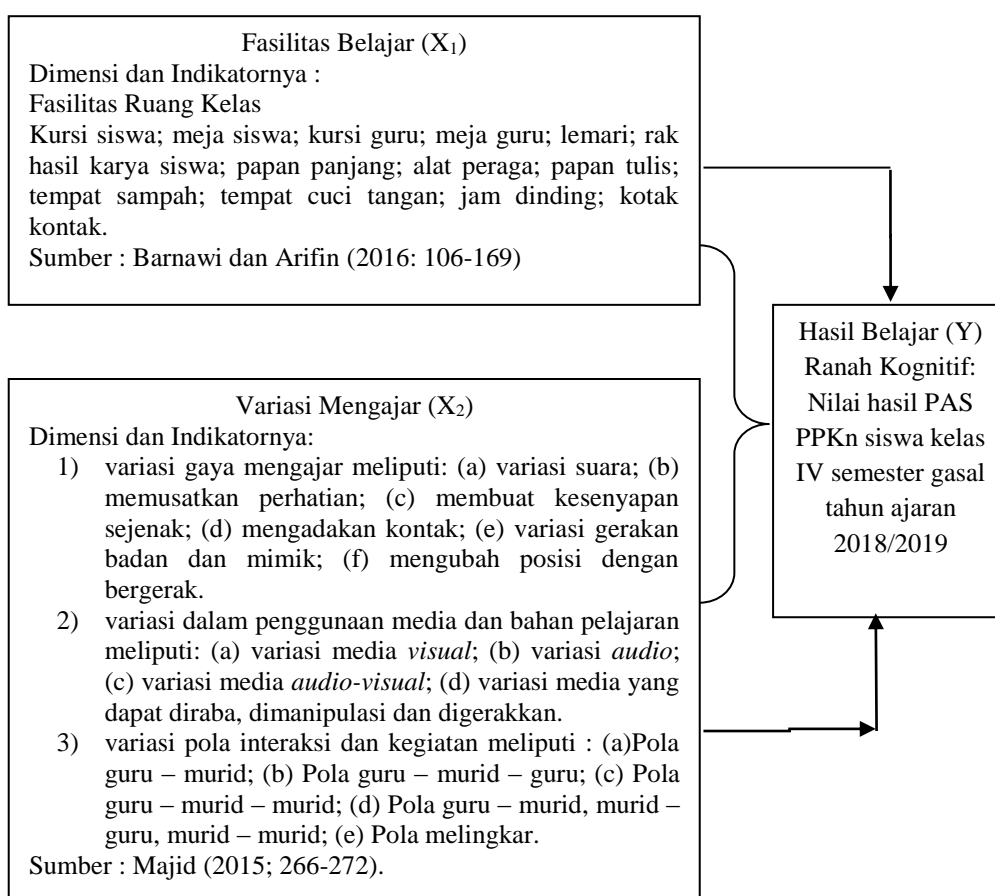 Fasilitas Belajar (X₁)
Dimensi dan Indikatornya :
Fasilitas Ruang Kelas
Kursi siswa; meja siswa; kursi guru; meja guru; lemari; rak
hasil karya siswa; papan panjang; alat peraga; papan tulis;
tempat sampah; tempat cuci tangan; jam dinding; kotak
kontak.
Sumber : Barnawi dan Arifin (2016: 106-169)
Variasi Mengajar (X₂)
Dimensi dan Indikatornya:
1) variasi gaya mengajar meliputi: (a) variasi suara; (b)
memusatkan perhatian; (c) membuat kesenyapan
sejenak; (d) mengadakan kontak; (e) variasi gerakan
badan dan mimik; (f) mengubah posisi dengan
bergerak.
2) variasi dalam penggunaan media dan bahan pelajaran
meliputi: (a) variasi media visual; (b) variasi audio;
(c) variasi media audio-visual; (d) variasi media yang
dapat diraba, dimanipulasi dan digerakkan.
3) variasi pola interaksi dan kegiatan meliputi : (a)Pola
guru – murid; (b) Pola guru – murid – guru; (c) Pola
guru – murid – murid; (d) Pola guru – murid, murid –
guru, murid – murid; (e) Pola melingkar.
Sumber : Majid (2015; 266-272).
Hasil Belajar (Y)
Ranah Kognitif:
Nilai hasil PAS
PPKn siswa kelas
IV semester gasal
tahun ajaran
2018/2019